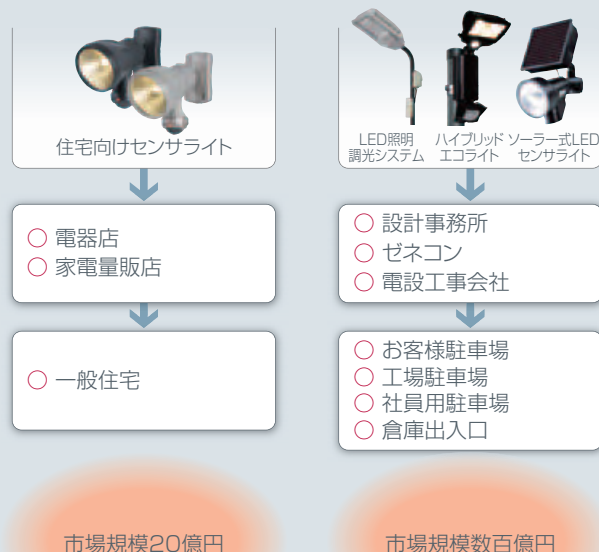 住宅向けセンサライト
○ 電器店
○ 家電量販店
○ 一般住宅
市場規模20億円
LED照明
調光システム
ハイブリッド
エコライト
ソーラー式LED
センサライト
○ 設計事務所
○ ゼネコン
○ 電設工事会社
○ お客様駐車場
○ 工場駐車場
○ 社員用駐車場
○ 倉庫出入口
市場規模数百億円